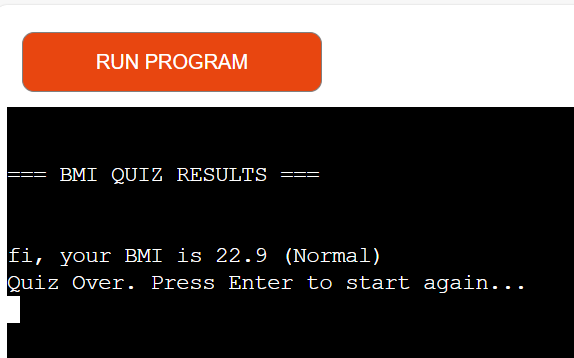 RUN PROGRAM
=== BMI QUIZ RESULTS ===
fi, your BMI is 22.9 (Normal)
Quiz Over. Press Enter to start again...